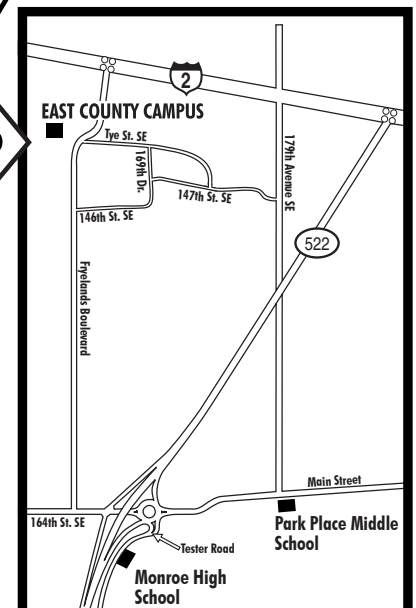 2
EAST COUNTY CAMPUS
Tye St. SE
169th Dr.
179th Avenue SE
147th St. SE
146th St. SE
522
Fryelands Boulevard
Main Street
164th St. SE
Park Place Middle
School
Tester Road
Monroe High
School